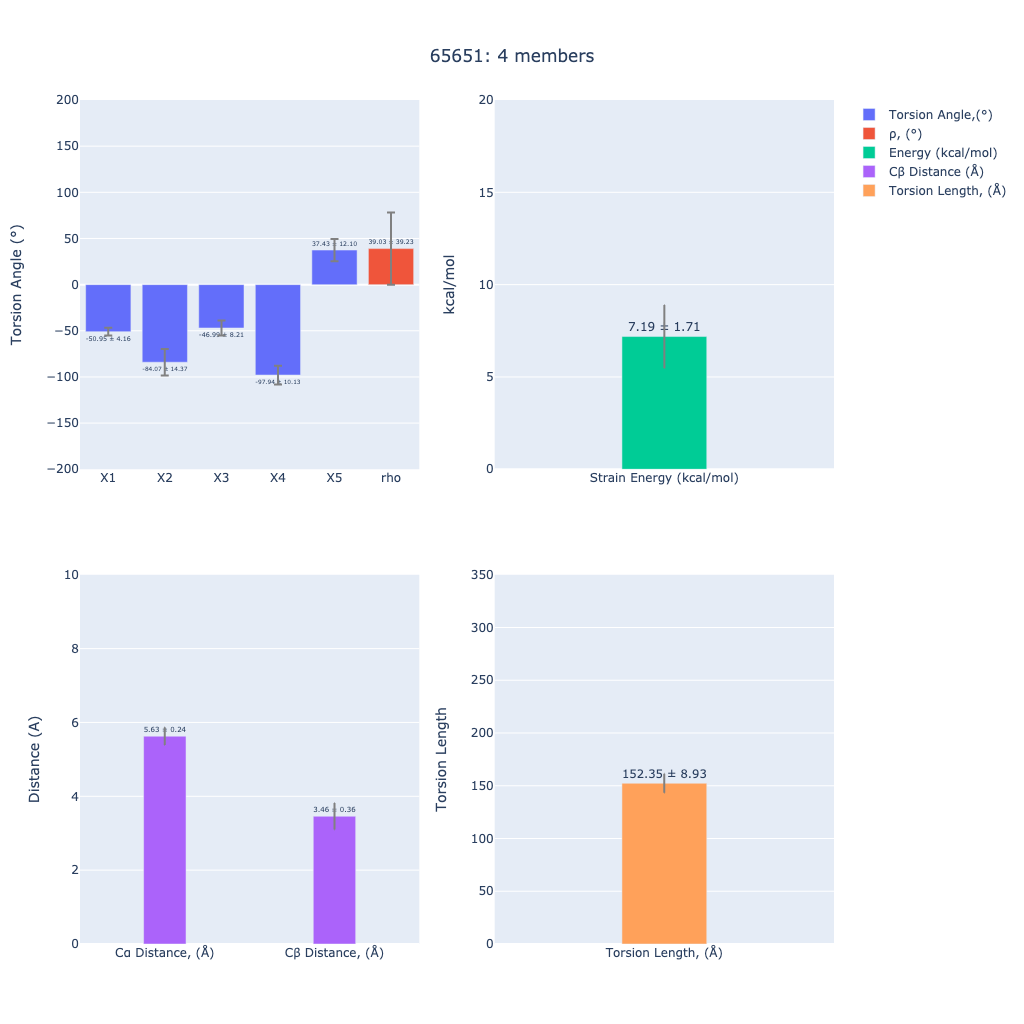 65651: 4 members
Torsion Angle (°)
200
150
100
50
0
−50
−100
−150
−200
-50.95 ± 4.16
-84.07 ± 14.37
-46.99 ± 8.21
-97.94 ± 10.13
37.43 ± 12.10
39.03 ± 39.23
X1 X2 X3 X4 X5 rho
kcal/mol
20
15
10
5
0
7.19 ± 1.71
Strain Energy (kcal/mol)
Torsion Angle,(°)
ρ, (°)
Energy (kcal/mol)
Cβ Distance (Å)
Torsion Length, (Å)
Distance (A)
10
8
6
4
2
0
5.63 ± 0.24
3.46 ± 0.36
Cα Distance, (Å) Cβ Distance, (Å)
Torsion Length
350
300
250
200
150
100
50
0
152.35 ± 8.93
Torsion Length, (Å)